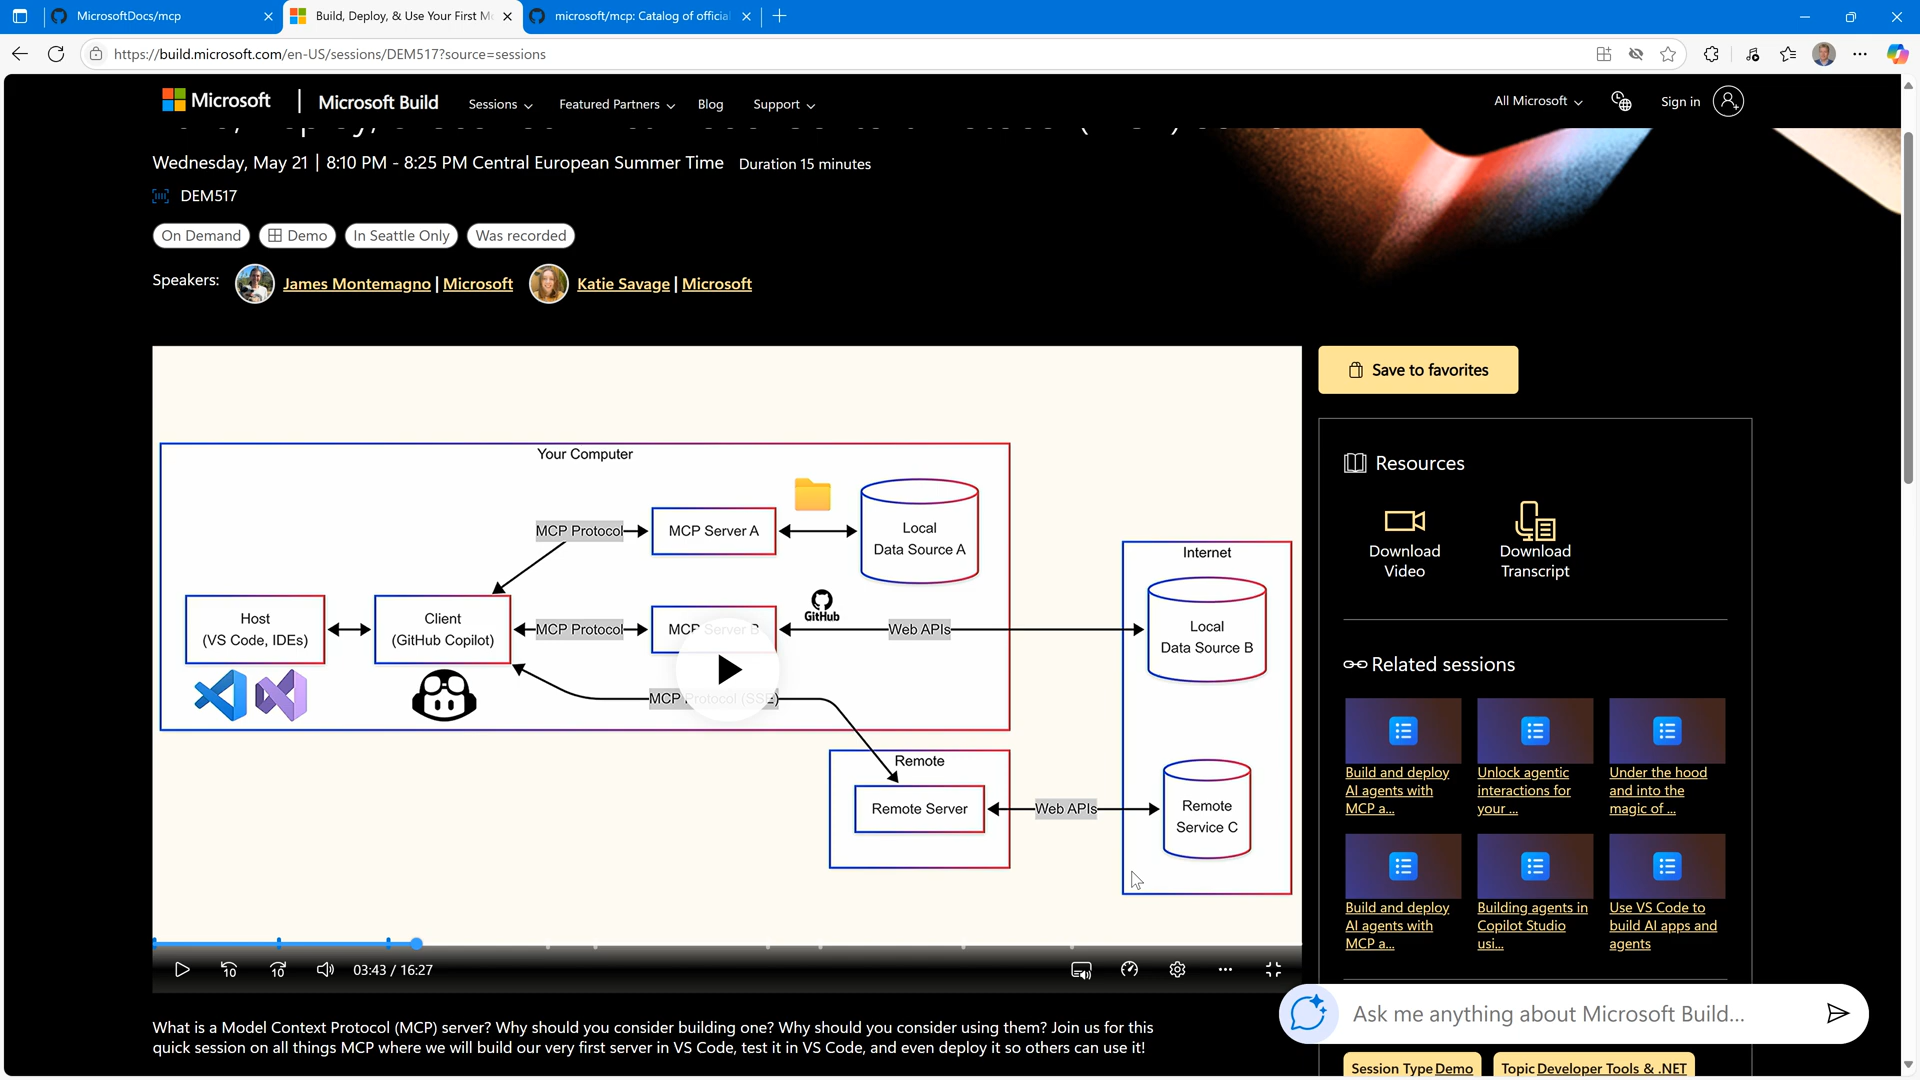 MicrosoftDocs/mcp
Build, Deploy, & Use Your First M
microsoft/mcp: Catalog of official
https://build.microsoft.com/en-US/sessions/DEM517?source=sessions
Microsoft
Microsoft Build
Sessions
Featured Partners
Blog
Support
All Microsoft
Sign in
Wednesday, May 21 | 8:10 PM - 8:25 PM Central European Summer Time
Duration 15 minutes
DEM517
On Demand
Demo
In Seattle Only
Was recorded
Speakers:
James Montemagno | Microsoft
Katie Savage | Microsoft
Your Computer
MCP Protocol
MCP Server A
Local
Data Source A
Host
(VS Code, IDEs)
Client
(GitHub Copilot)
MCP Protocol
MCP Server B
GitHub
Web APIs
MCP Protocol (SSE)
Internet
Local
Data Source B
Remote
Remote Server
Web APIs
Remote
Service C
10
10
03:43 / 16:27
Save to favorites
Resources
Download
Video
Download
Transcript
Related sessions
Build and deploy
AI agents with
MCP a...
Unlock agentic
interactions for
your ...
Under the hood
and into the
magic of ...
Build and deploy
AI agents with
MCP a...
Building agents in
Copilot Studio
usi...
Use VS Code to
build AI apps and
agents
Ask me anything about Microsoft Build...
What is a Model Context Protocol (MCP) server? Why should you consider building one? Why should you consider using them? Join us for this
quick session on all things MCP where we will build our very first server in VS Code, test it in VS Code, and even deploy it so others can use it!
Session Type Demo
Topic Developer Tools & .NET